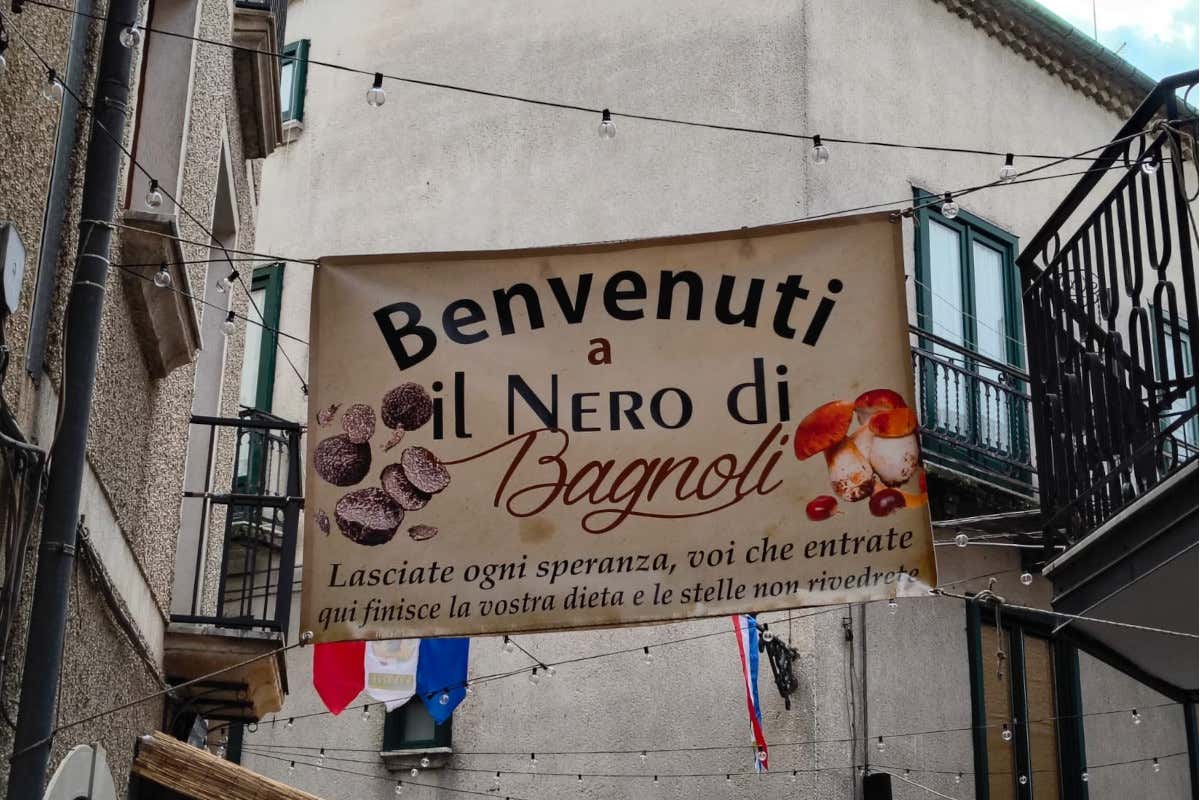 Benvenuti
a
il NERO di
Bagnoli
Lasciate ogni speranza, voi che entrate
qui finisce la vostra dieta e le stelle non rivedrete